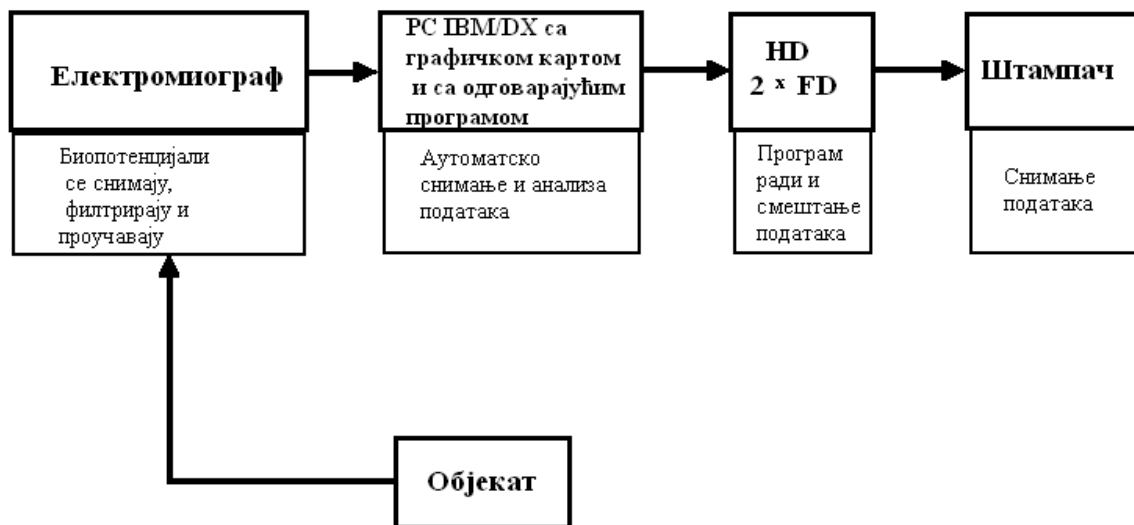 Електромиограф
Биопотенцијали
се снимају,
филтрирају и
проучавају
PC IBM/DX са
графичком картом
и са одговарајућим
програмом
Аутоматско
снимање и анализа
података
HD
2 x FD
Програм
ради и
смештање
података
Штампач
Снимање
података
Објекат